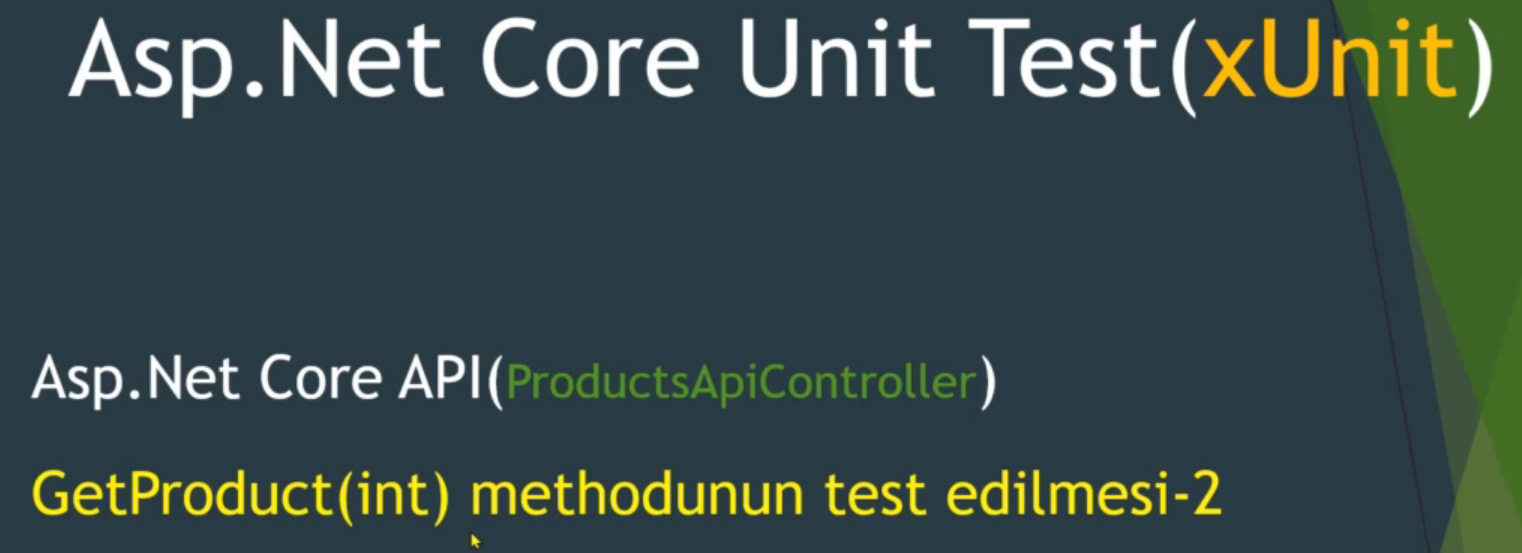 Asp.Net Core Unit Test(xUnit)
Asp.Net Core API(ProductsApiController)
GetProduct(int) methodunun test edilmesi-2